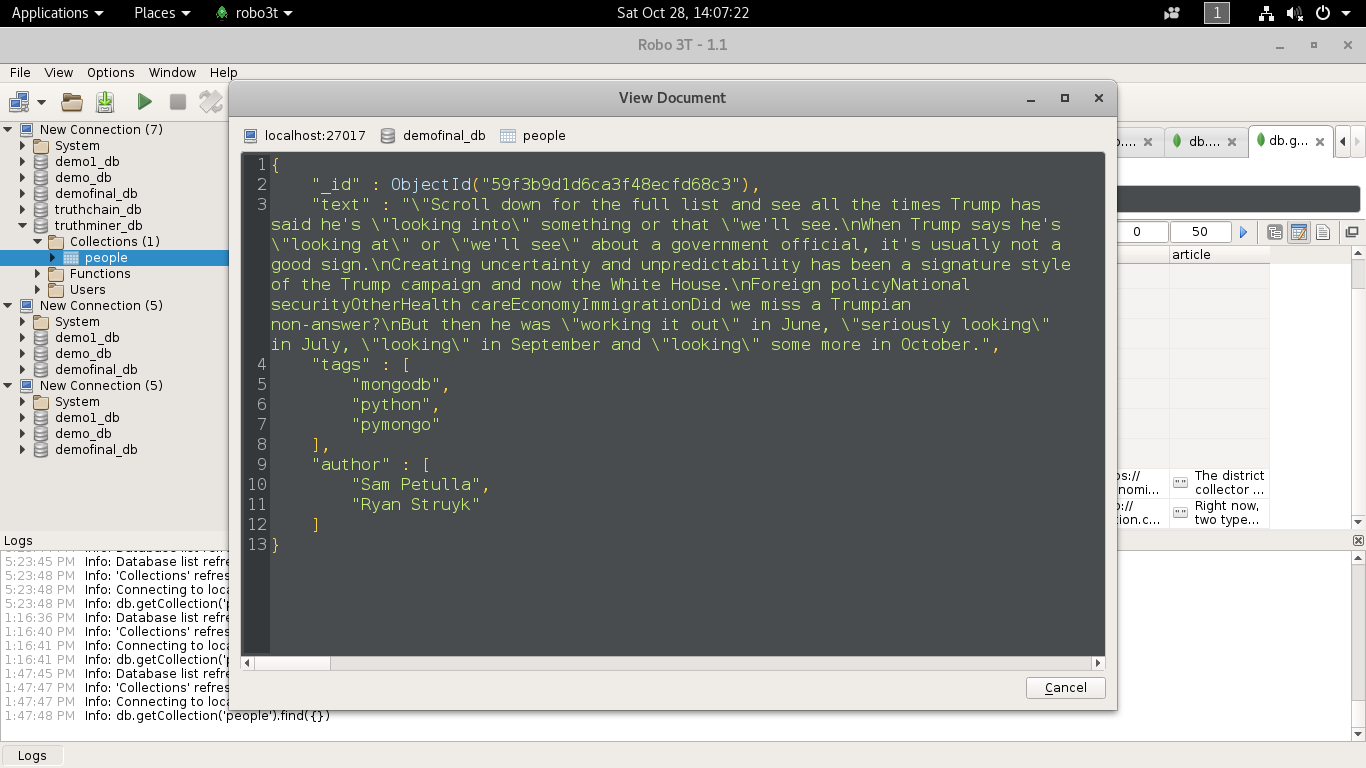 Applications Places robo3t Sat Oct 28, 14:07:22 1
Robo 3T - 1.1
File View Options Window Help
View Document
localhost:27017 demofinal_db people
New Connection (7)
System
demo1_db
demo_db
demofinal_db
truthchain_db
truthminer_db
Collections (1)
people
Functions
Users
New Connection (5)
System
demo1_db
demo_db
demofinal_db
New Connection (5)
System
demo1_db
demo_db
demofinal_db
1 {
2 "_id" : ObjectId("59f3b9d1d6ca3f48ecfd68c3"),
3 "text" : "\"Scroll down for the full list and see all the times Trump has
said he's \"looking into\" something or that \"we'll see.\nWhen Trump says he's
\"looking at\" or \"we'll see\" about a government official, it's usually not a
good sign.\nCreating uncertainty and unpredictability has been a signature style
of the Trump campaign and now the White House.\nForeign policyNational
securityOtherHealth careEconomyImmigrationDid we miss a Trumpian
non-answer?\nBut then he was \"working it out\" in June, \"seriously looking\"
in July, \"looking\" in September and \"looking\" some more in October.",
4 "tags" : [
5 "mongodb",
6 "python",
7 "pymongo"
8 ],
9 "author" : [
10 "Sam Petulla",
11 "Ryan Struyk"
12 ]
13 }
Cancel
db.... db.g...
0 50
article
ps:// The district
nomi... collector ...
p:// Right now,
tion.c... two type...
Logs
5:23:45 PM Info: Database list refr
5:23:48 PM Info: 'Collections' refres
5:23:48 PM Info: Connecting to loca
5:23:48 PM Info: db.getCollection('p
1:16:36 PM Info: Database list refr
1:16:40 PM Info: 'Collections' refres
1:16:41 PM Info: Connecting to loca
1:16:41 PM Info: db.getCollection('p
1:47:45 PM Info: Database list refr
1:47:47 PM Info: 'Collections' refres
1:47:47 PM Info: Connecting to loca
1:47:48 PM Info: db.getCollection('people').find({})
Logs